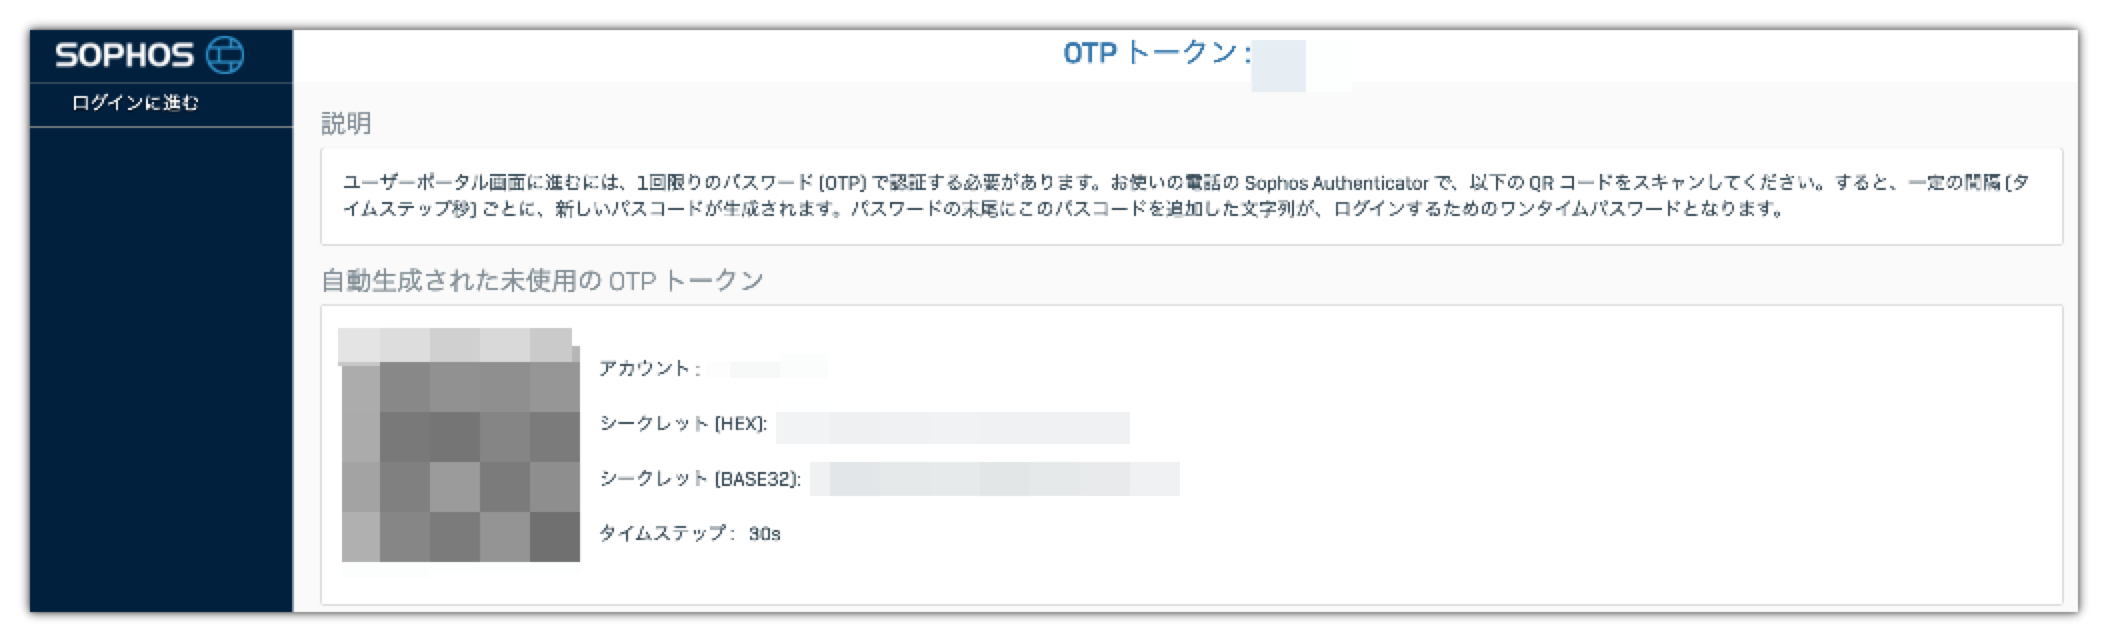 SOPHOS
OTP トークン :
ログインに進む
説明
ユーザーポータル画面に進むには、1回限りのパスワード (OTP) で認証する必要があります。お使いの電話の Sophos Authenticator で、以下の QR コードをスキャンしてください。すると、一定の間隔 (タ
イムステップ秒) ごとに、新しいパスコードが生成されます。パスワードの末尾にこのパスコードを追加した文字列が、ログインするためのワンタイムパスワードとなります。
自動生成された未使用の OTP トークン
アカウント :
シークレット (HEX):
シークレット (BASE32):
タイムステップ : 30s